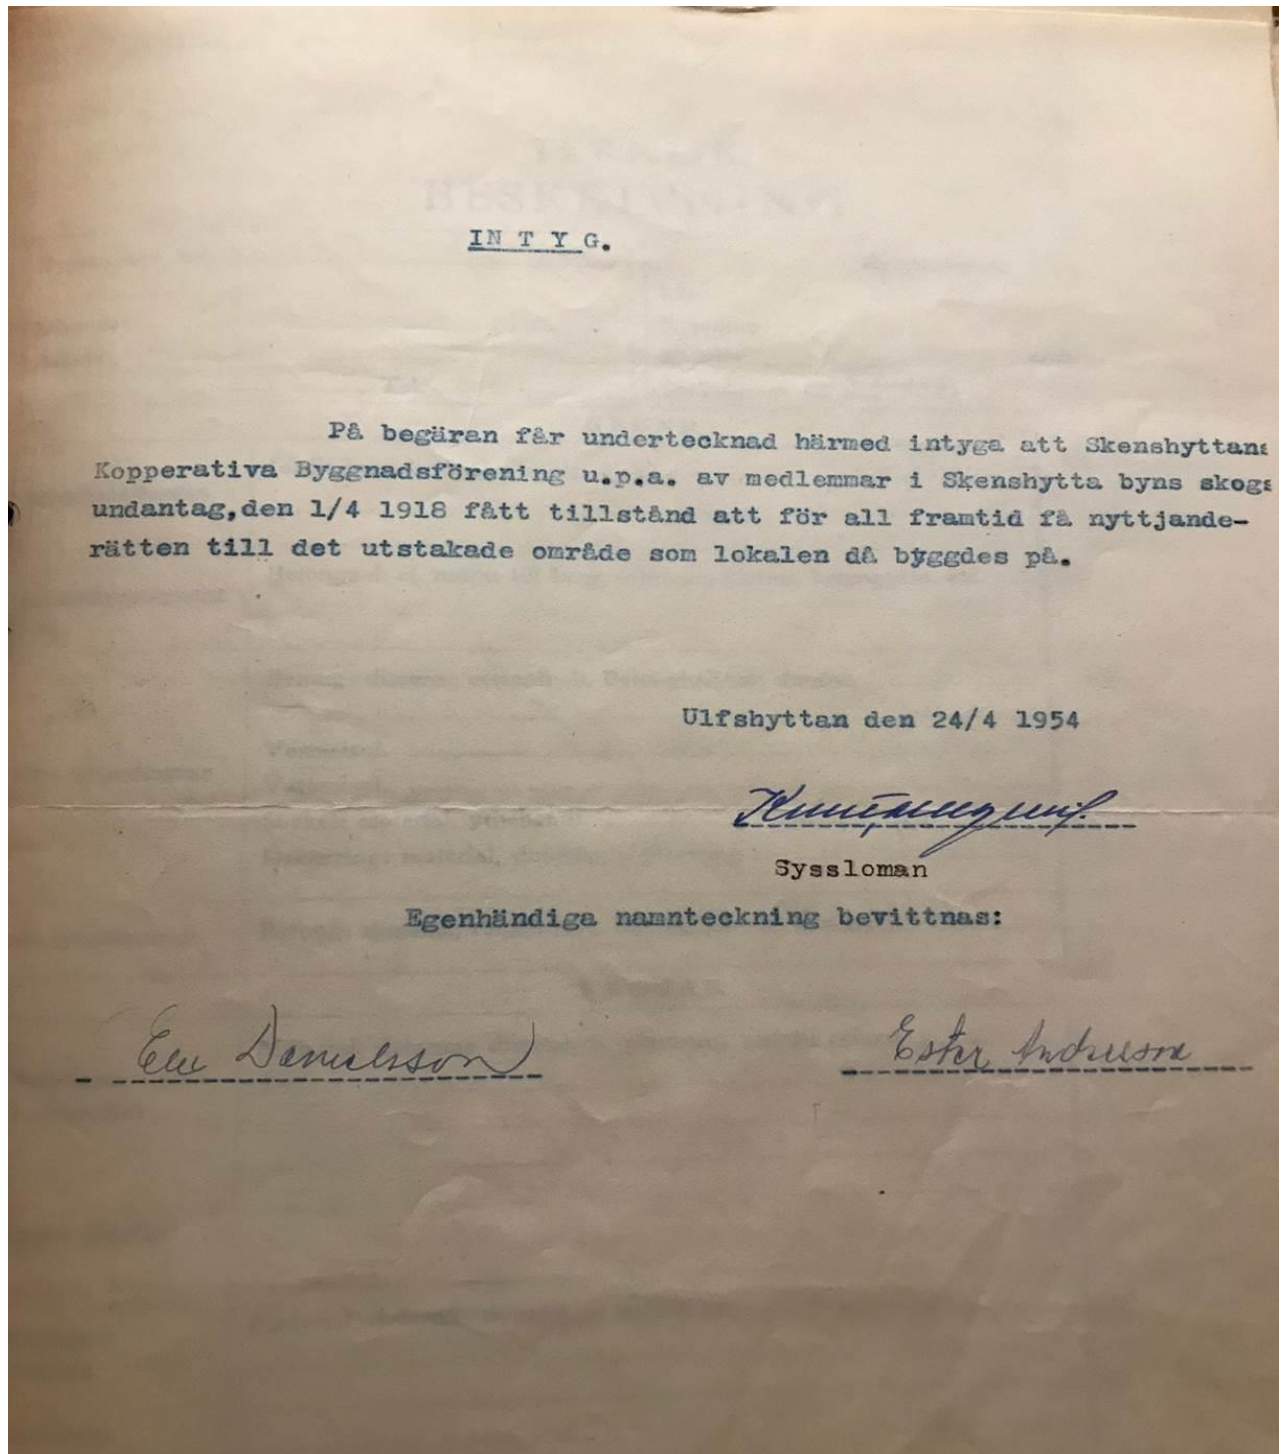 INTYG.
På begäran får undertecknad härmed intyga att Skenshyttans
Kopperativa Byggnadsförening u.p.a. av medlemmar i Skenshytta byns skogs
undantag,den 1/4 1918 fått tillstånd att för all framtid få nyttjande-
rätten till det utstakade område som lokalen då byggdes på.
Ulfshyttan den 24/4 1954
Syssloman
Egenhändiga namnteckning bevittnas:
Danielsson
Ester Andersson